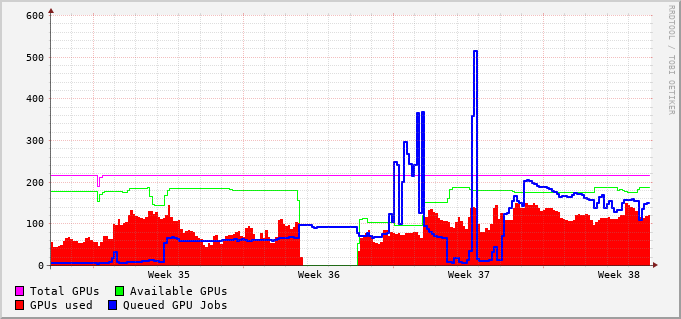 600
500
400
300
200
100
0
Week 35 Week 36 Week 37 Week 38
Total GPUs Available GPUs
GPUs used Queued GPU Jobs
RRDTOOL / TOBI OETIKER